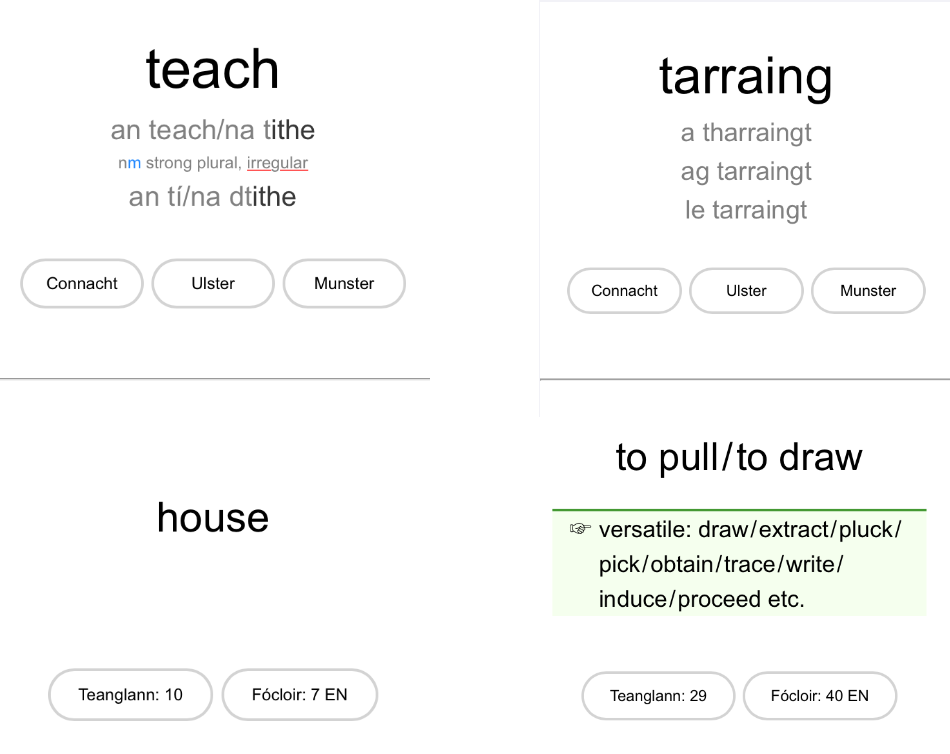 teach
an teach/na tithe
nm strong plural, irregular
an tí/na dtithe
Connacht
Ulster
Munster
house
Teanglann: 10
Fócloir: 7 EN
tarraing
a tharraingt
ag tarraingt
le tarraingt
Connacht
Ulster
Munster
to pull/to draw
☞ versatile: draw/extract/pluck/
pick/obtain/trace/write/
induce/proceed etc.
Teanglann: 29
Fócloir: 40 EN